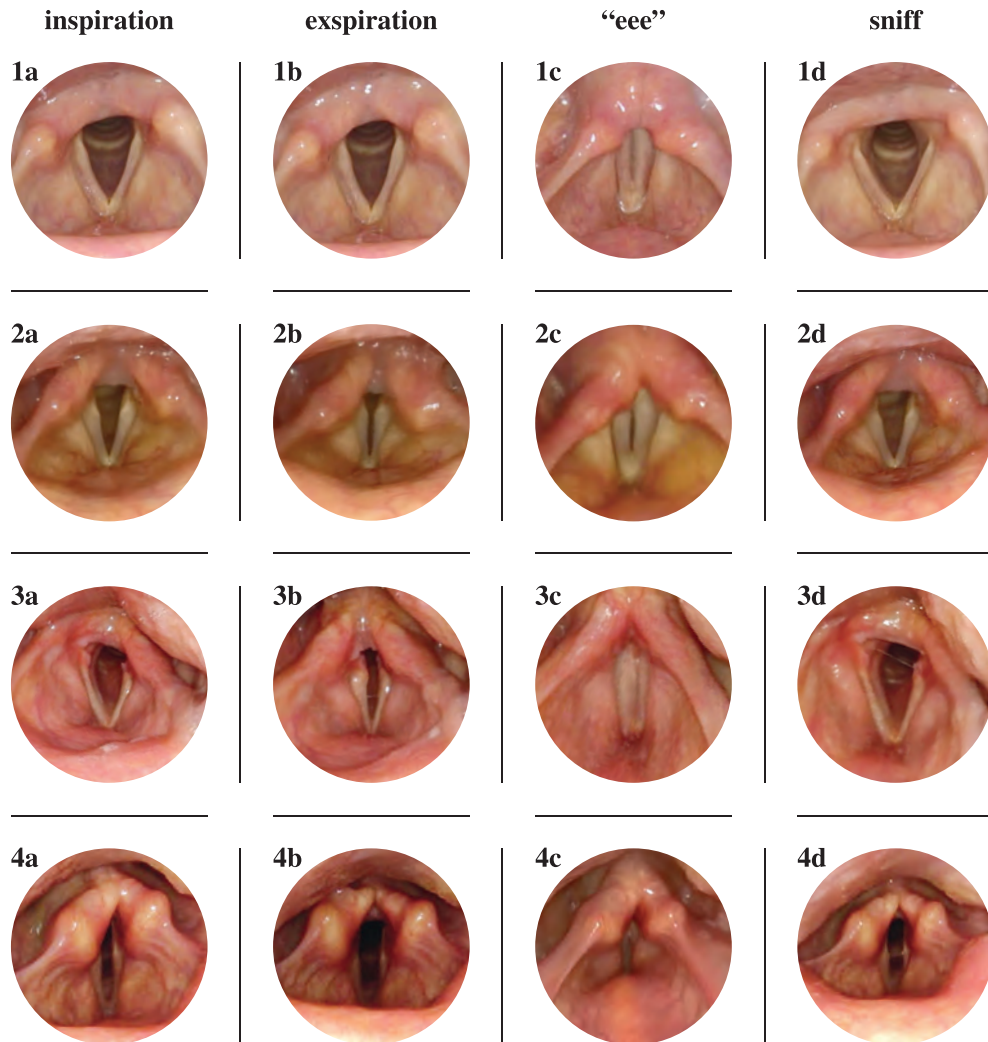 inspiration exspiration “eee” sniff
1a 1b 1c 1d
2a 2b 2c 2d
3a 3b 3c 3d
4a 4b 4c 4d